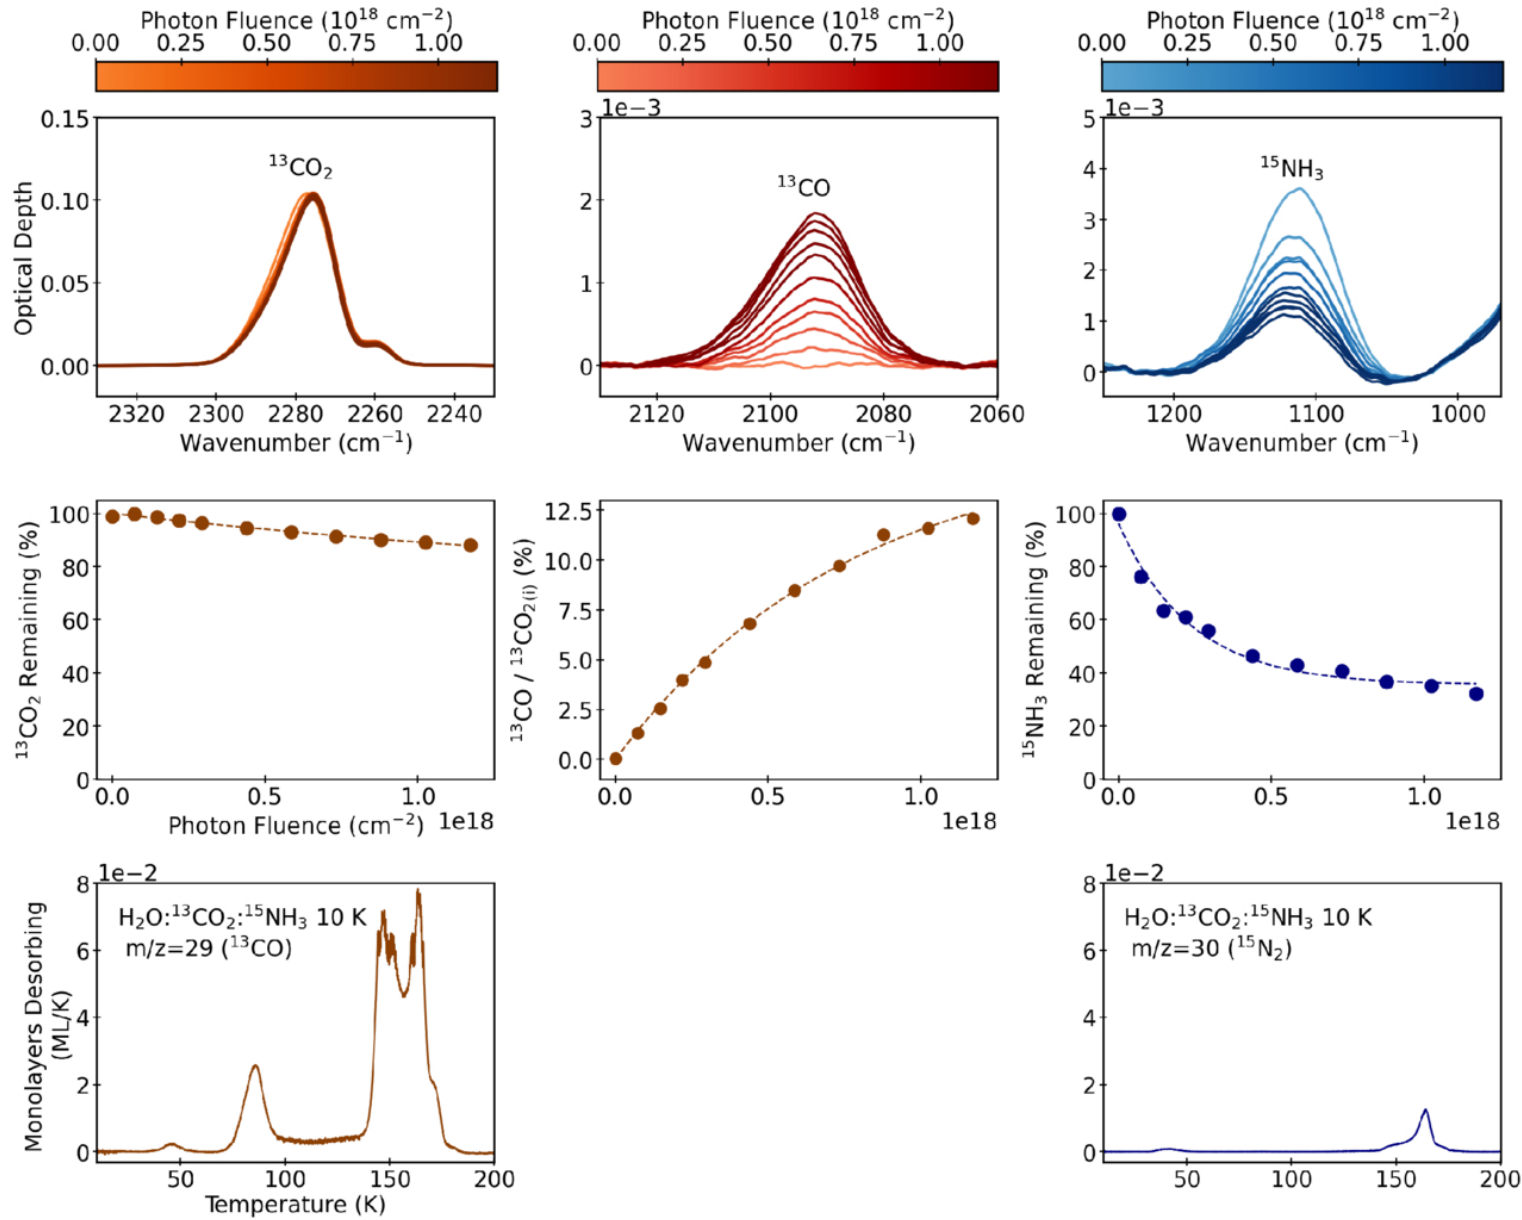 Photon Fluence (10¹⁸ cm⁻²) Photon Fluence (10¹⁸ cm⁻²) Photon Fluence (10¹⁸ cm⁻²)
0.00 0.25 0.50 0.75 1.00 0.00 0.25 0.50 0.75 1.00 0.00 0.25 0.50 0.75 1.00
Optical Depth
0.15
0.10
0.05
0.00
¹³CO₂
2320 2300 2280 2260 2240
Wavenumber (cm⁻¹)
1e−3
3
2
1
0
¹³CO
2120 2100 2080 2060
Wavenumber (cm⁻¹)
1e−3
5
4
3
2
1
0
¹⁵NH₃
1200 1100 1000
Wavenumber (cm⁻¹)
¹³CO₂ Remaining (%)
100
80
60
40
20
0
0.0 0.5 1.0
Photon Fluence (cm⁻²) 1e18
¹³CO / ¹³CO₂₍ᵢ₎ (%)
12.5
10.0
7.5
5.0
2.5
0.0
0.0 0.5 1.0
1e18
¹⁵NH₃ Remaining (%)
100
80
60
40
20
0
0.0 0.5 1.0
1e18
Monolayers Desorbing
(ML/K)
1e−2
8
6
4
2
0
H₂O:¹³CO₂:¹⁵NH₃ 10 K
m/z=29 (¹³CO)
50 100 150 200
Temperature (K)
1e−2
8
6
4
2
0
H₂O:¹³CO₂:¹⁵NH₃ 10 K
m/z=30 (¹⁵N₂)
50 100 150 200